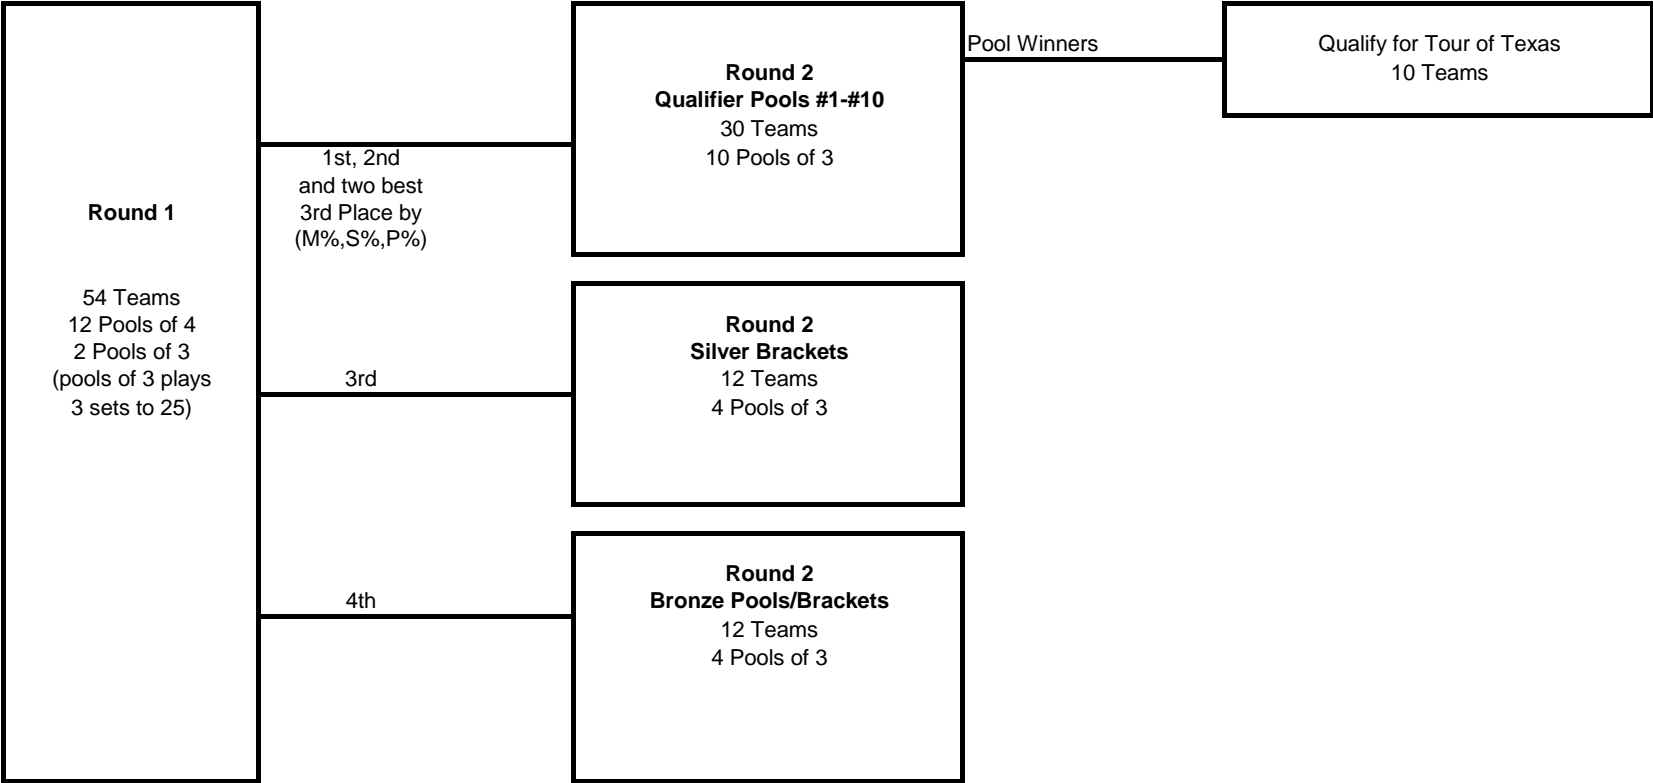 Round 1
54 Teams
12 Pools of 4
2 Pools of 3
(pools of 3 plays
3 sets to 25)
1st, 2nd
and two best
3rd Place by
(M%,S%,P%)
3rd
4th
Round 2
Qualifier Pools #1-#10
30 Teams
10 Pools of 3
Round 2
Silver Brackets
12 Teams
4 Pools of 3
Round 2
Bronze Pools/Brackets
12 Teams
4 Pools of 3
Pool Winners
Qualify for Tour of Texas
10 Teams